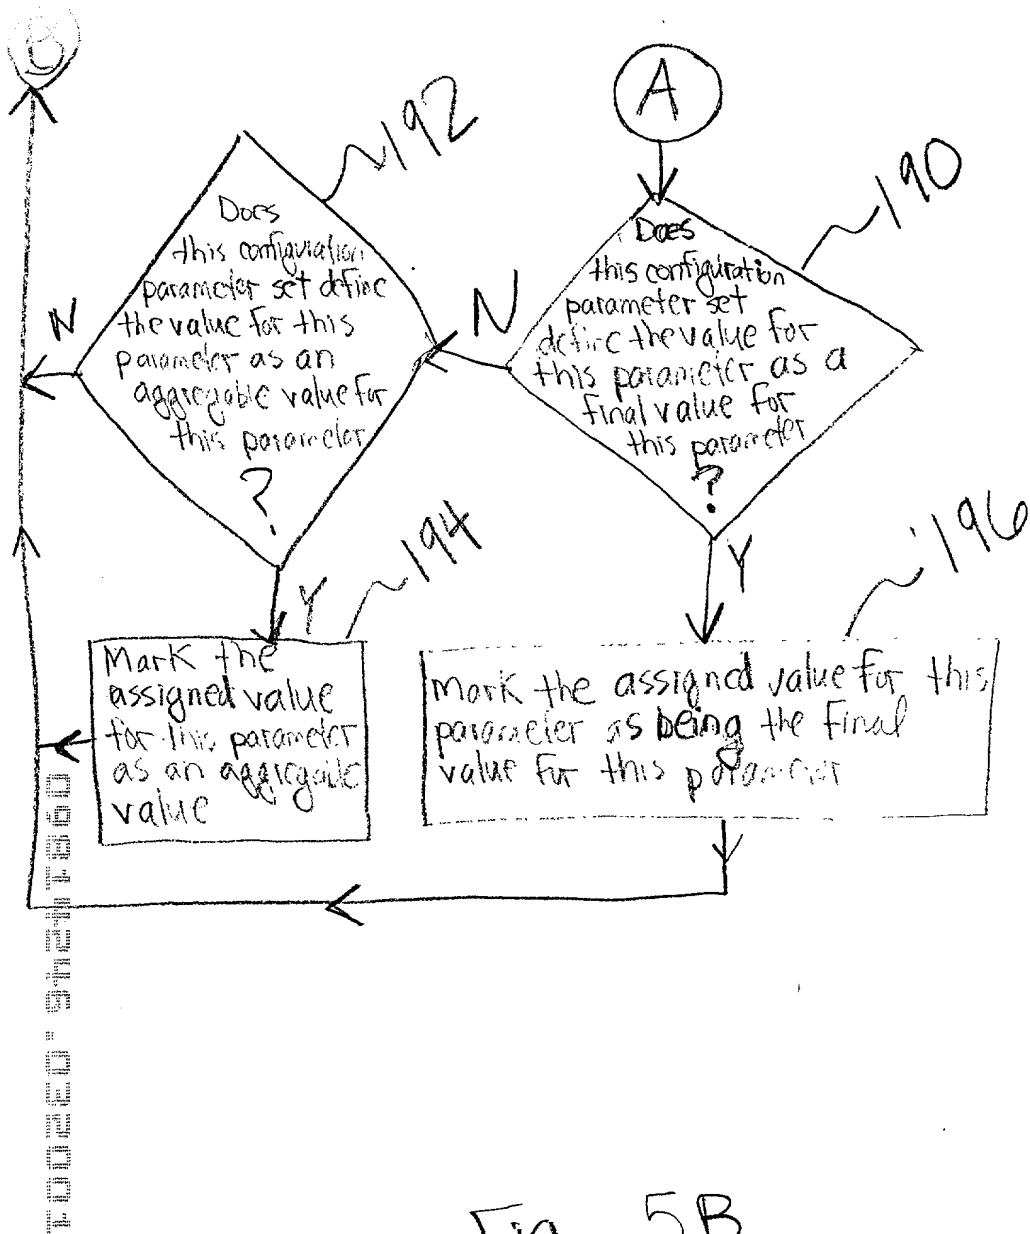 B
A
192
190
Does
this configuration
parameter set define
the value for this
parameter as an
aggregable value for
this parameter
?
N
Does
this configuration
parameter set
define the value for
this parameter as a
final value for
this parameter
?
N
Y
Y
194
196
Mark the
assigned value
for this parameter
as an aggregable
value
Mark the assigned value for this
parameter as being the final
value for this parameter
09814246.032001
Fig 5B